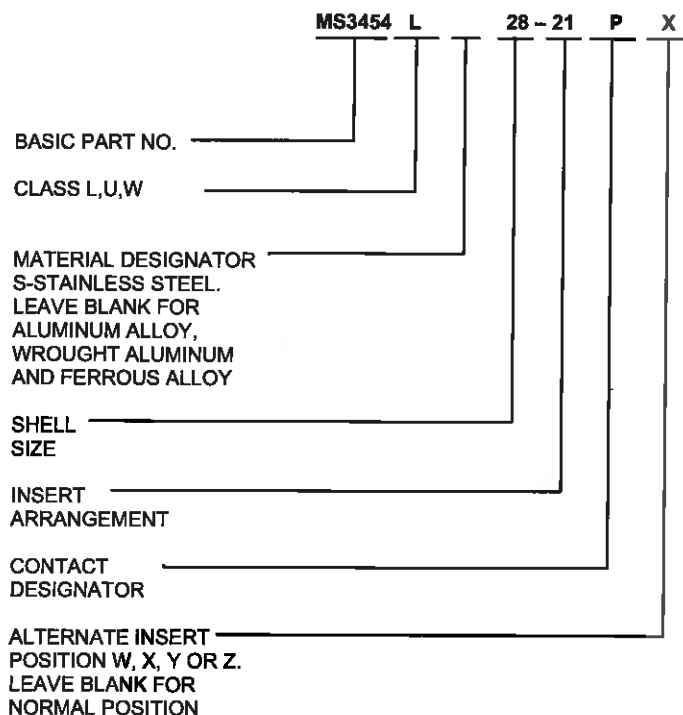 MS3454 L 28 – 21 P X
BASIC PART NO.
CLASS L,U,W
MATERIAL DESIGNATOR
S-STAINLESS STEEL.
LEAVE BLANK FOR
ALUMINUM ALLOY,
WROUGHT ALUMINUM
AND FERROUS ALLOY
SHELL
SIZE
INSERT
ARRANGEMENT
CONTACT
DESIGNATOR
ALTERNATE INSERT
POSITION W, X, Y OR Z.
LEAVE BLANK FOR
NORMAL POSITION